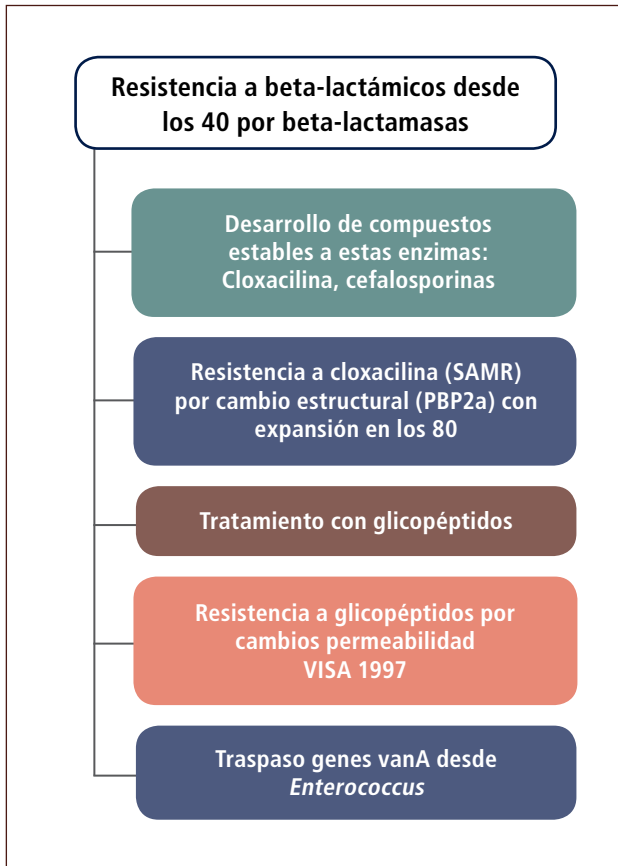 Resistencia a beta-lactámicos desde
los 40 por beta-lactamasas
Desarrollo de compuestos
estables a estas enzimas:
Cloxacilina, cefalosporinas
Resistencia a cloxacilina (SAMR)
por cambio estructural (PBP2a) con
expansión en los 80
Tratamiento con glicopéptidos
Resistencia a glicopéptidos por
cambios permeabilidad
VISA 1997
Traspaso genes vanA desde
Enterococcus